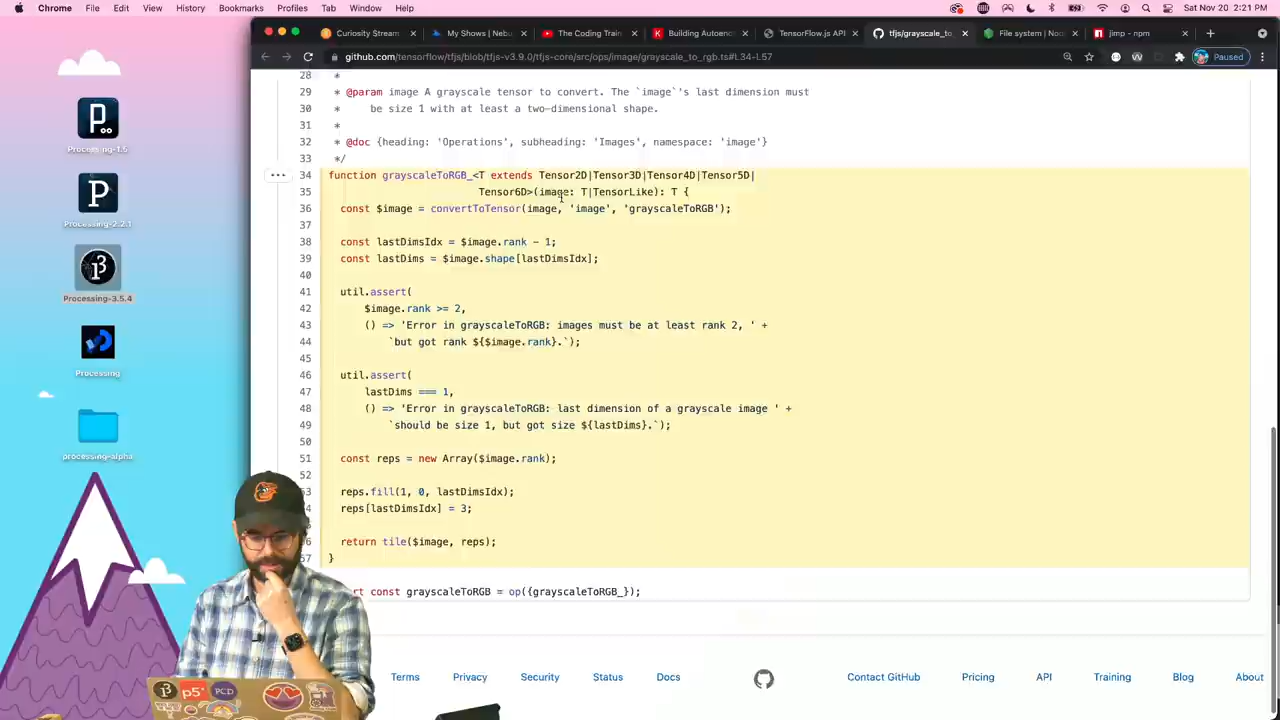 Chrome File Edit View History Bookmarks Profiles Tab Window Help Sat Nov 20 2:21 PM
Curiosity Stream My Shows | Neb The Coding Train Building Autoen TensorFlow.js API tfjs/grayscale_to_ File system | Nod jimp - npm
github.com/tensorflow/tfjs/blob/tfjs-v3.9.0/tfjs-core/src/ops/image/grayscale_to_rgb.ts#L34-L57 Paused
28 *
29 * @param image A grayscale tensor to convert. The `image`'s last dimension must
30 * be size 1 with at least a two-dimensional shape.
31 *
32 * @doc {heading: 'Operations', subheading: 'Images', namespace: 'image'}
33 */
34 function grayscaleToRGB_<T extends Tensor2D|Tensor3D|Tensor4D|Tensor5D|
35 Tensor6D>(image: T|TensorLike): T {
36 const $image = convertToTensor(image, 'image', 'grayscaleToRGB');
37
38 const lastDimsIdx = $image.rank - 1;
39 const lastDims = $image.shape[lastDimsIdx];
40
41 util.assert(
42 $image.rank >= 2,
43 () => 'Error in grayscaleToRGB: images must be at least rank 2, ' +
44 `but got rank ${$image.rank}.`);
45
46 util.assert(
47 lastDims === 1,
48 () => 'Error in grayscaleToRGB: last dimension of a grayscale image ' +
49 `should be size 1, but got size ${lastDims}.`);
50
51 const reps = new Array($image.rank);
52
53 reps.fill(1, 0, lastDimsIdx);
4 reps[lastDimsIdx] = 3;
6 return tile($image, reps);
57 }
rt const grayscaleToRGB = op({grayscaleToRGB_});
Terms Privacy Security Status Docs Contact GitHub Pricing API Training Blog About
Processing-1.5
Processing-2.2.1
Processing-3.5.4
Processing
processing-alpha
p5* PCD